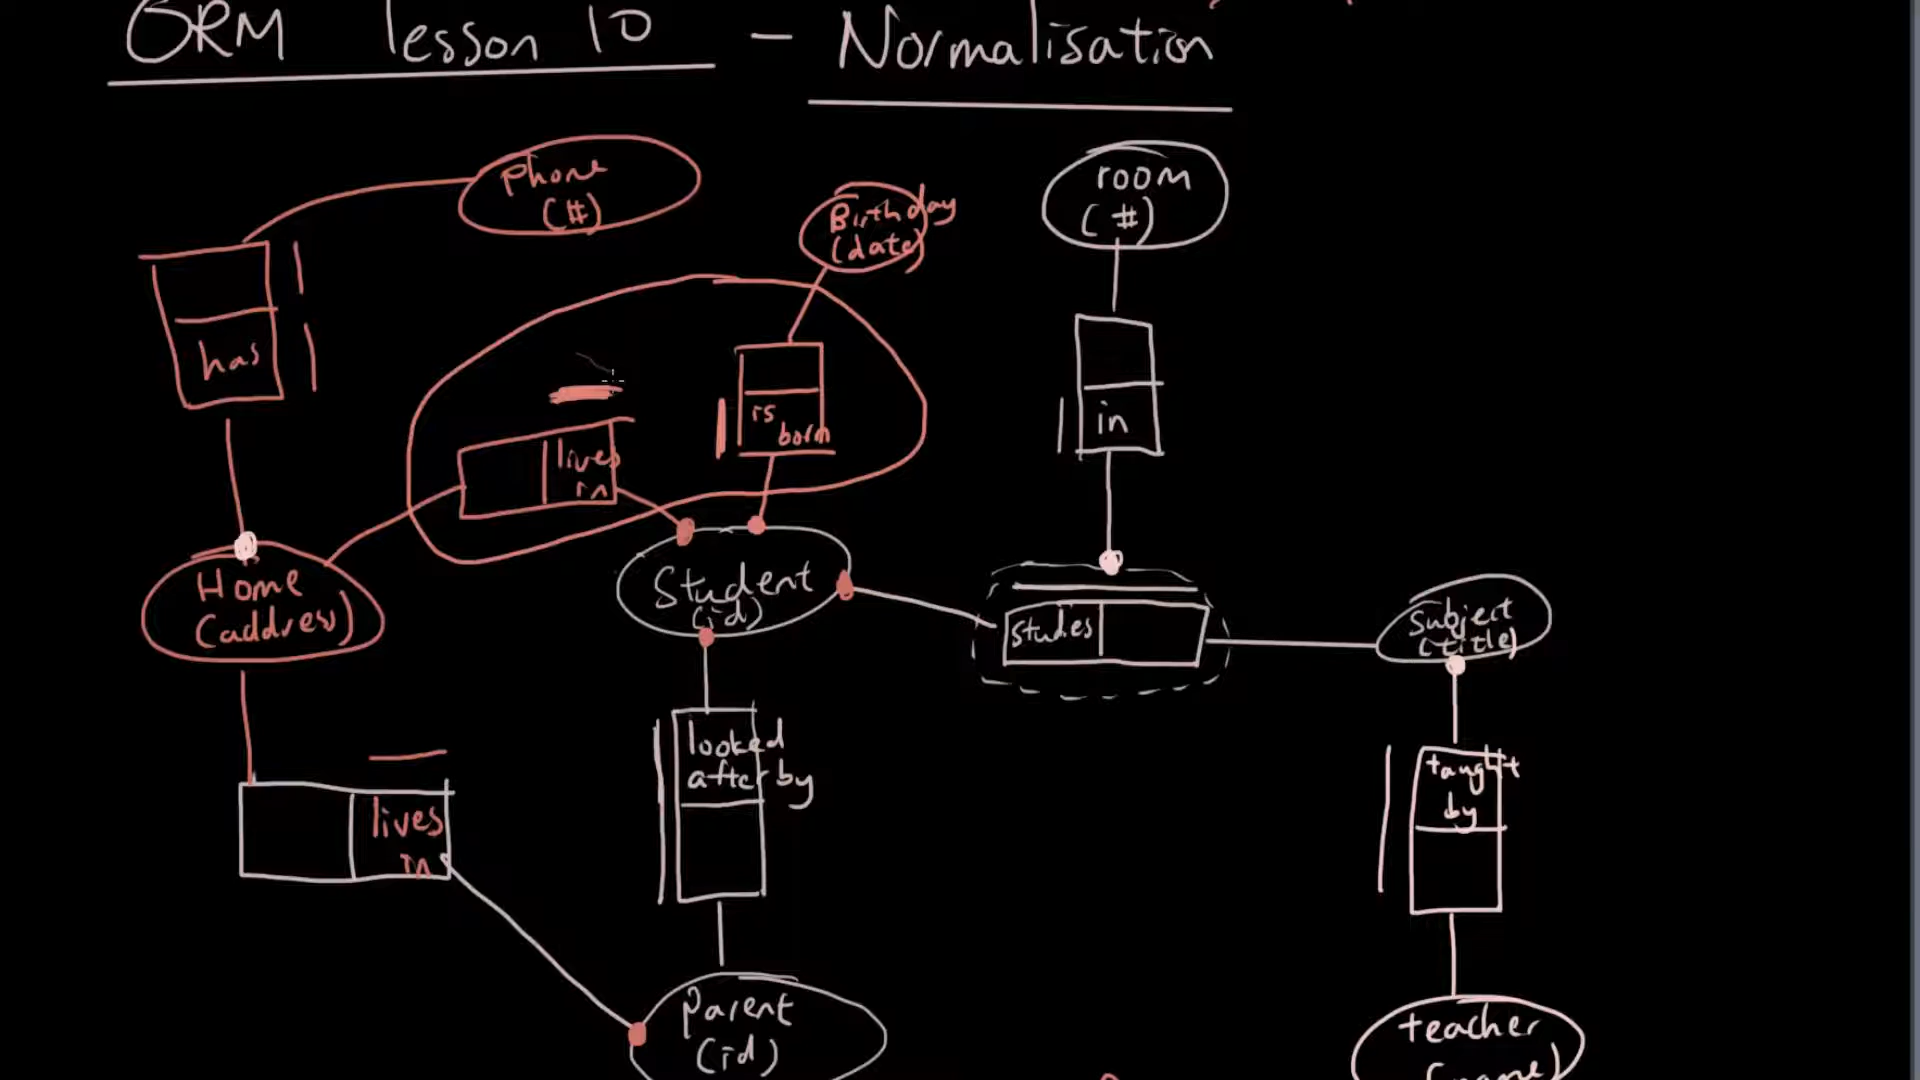 ORM lesson 10 - Normalisation
Phone
(#)
Birthday
(date)
room
(#)
has
is
born
in
lives
in
Home
(address)
Student
(id)
studies
Subject
(title)
looked
after by
taught
by
lives
in
Parent
(id)
teacher
(name)